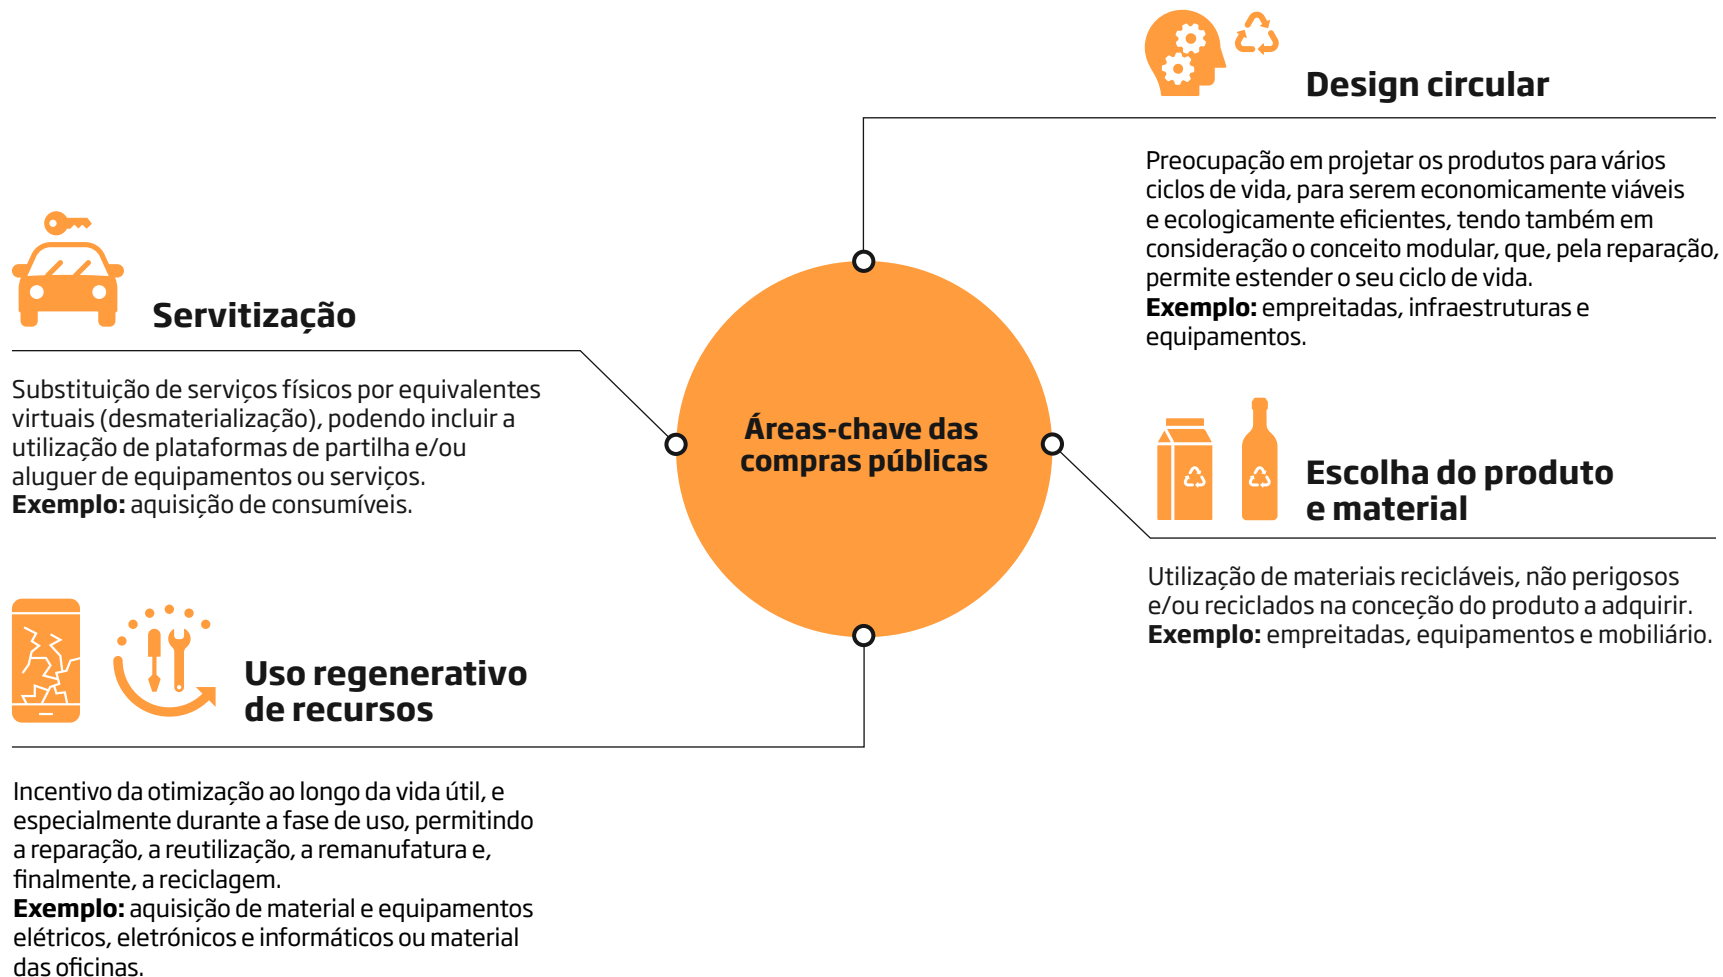 Design circular
Preocupação em projetar os produtos para vários
ciclos de vida, para serem economicamente viáveis
e ecologicamente eficientes, tendo também em
consideração o conceito modular, que, pela reparação,
permite estender o seu ciclo de vida.
Exemplo: empreitadas, infraestruturas e
equipamentos.
Servitização
Substituição de serviços físicos por equivalentes
virtuais (desmaterialização), podendo incluir a
utilização de plataformas de partilha e/ou
aluguer de equipamentos ou serviços.
Exemplo: aquisição de consumíveis.
Áreas-chave das
compras públicas
Escolha do produto
e material
Utilização de materiais recicláveis, não perigosos
e/ou reciclados na conceção do produto a adquirir.
Exemplo: empreitadas, equipamentos e mobiliário.
Uso regenerativo
de recursos
Incentivo da otimização ao longo da vida útil, e
especialmente durante a fase de uso, permitindo
a reparação, a reutilização, a remanufatura e,
finalmente, a reciclagem.
Exemplo: aquisição de material e equipamentos
elétricos, eletrónicos e informáticos ou material
das oficinas.